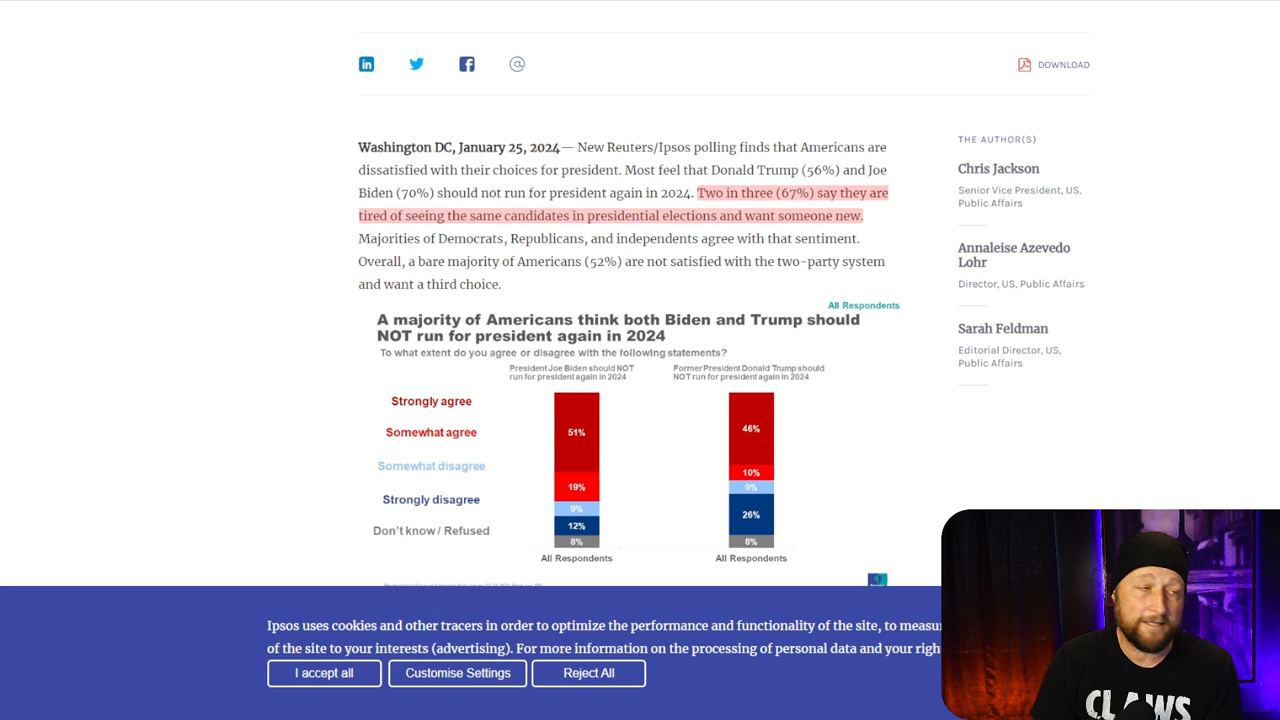 DOWNLOAD
Washington DC, January 25, 2024— New Reuters/Ipsos polling finds that Americans are
dissatisfied with their choices for president. Most feel that Donald Trump (56%) and Joe
Biden (70%) should not run for president again in 2024. Two in three (67%) say they are
tired of seeing the same candidates in presidential elections and want someone new.
Majorities of Democrats, Republicans, and independents agree with that sentiment.
Overall, a bare majority of Americans (52%) are not satisfied with the two-party system
and want a third choice.
THE AUTHOR(S)
Chris Jackson
Senior Vice President, US,
Public Affairs
Annaleise Azevedo
Lohr
Director, US, Public Affairs
Sarah Feldman
Editorial Director, US,
Public Affairs
All Respondents
A majority of Americans think both Biden and Trump should
NOT run for president again in 2024
To what extent do you agree or disagree with the following statements?
President Joe Biden should NOT
run for president again in 2024
Former President Donald Trump should
NOT run for president again in 2024
Strongly agree
Somewhat agree
Somewhat disagree
Strongly disagree
Don't know / Refused
51%
19%
9%
12%
8%
All Respondents
46%
10%
9%
26%
8%
All Respondents
Ipsos uses cookies and other tracers in order to optimize the performance and functionality of the site, to measu
of the site to your interests (advertising). For more information on the processing of personal data and your righ
I accept all
Customise Settings
Reject All
CLAWS